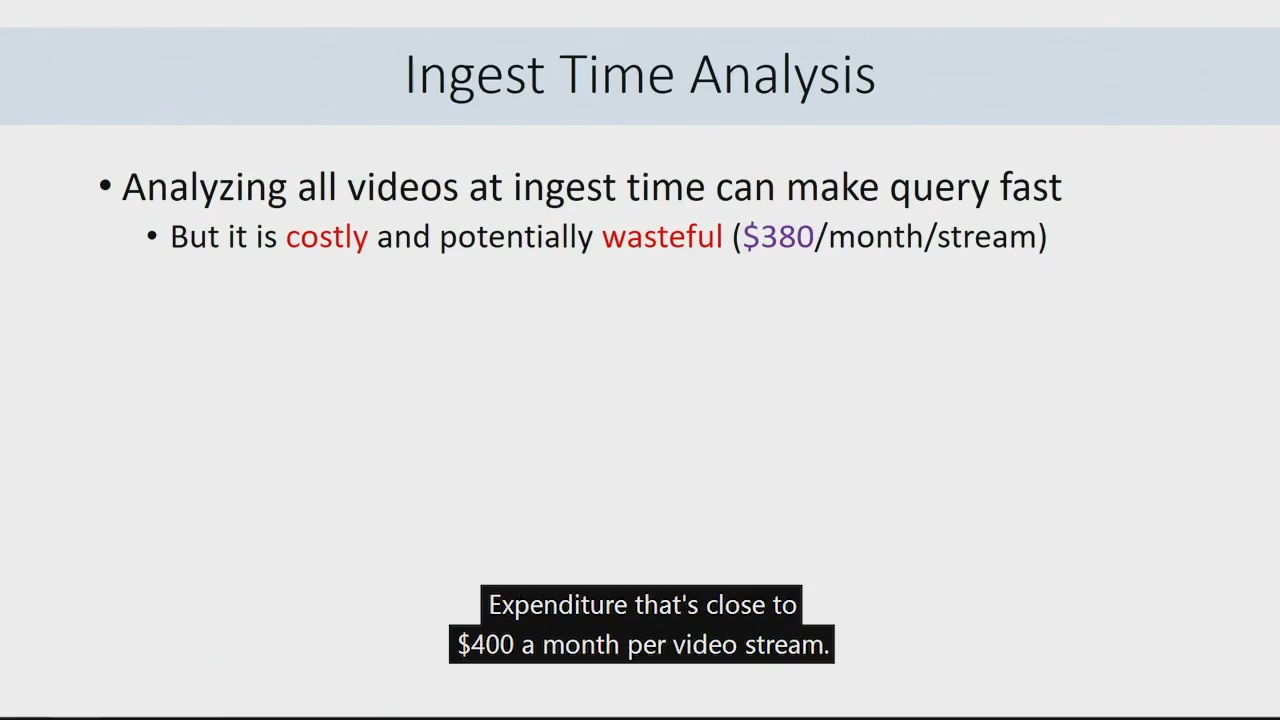 Ingest Time Analysis
• Analyzing all videos at ingest time can make query fast
• But it is costly and potentially wasteful ($380/month/stream)
Expenditure that's close to
$400 a month per video stream.